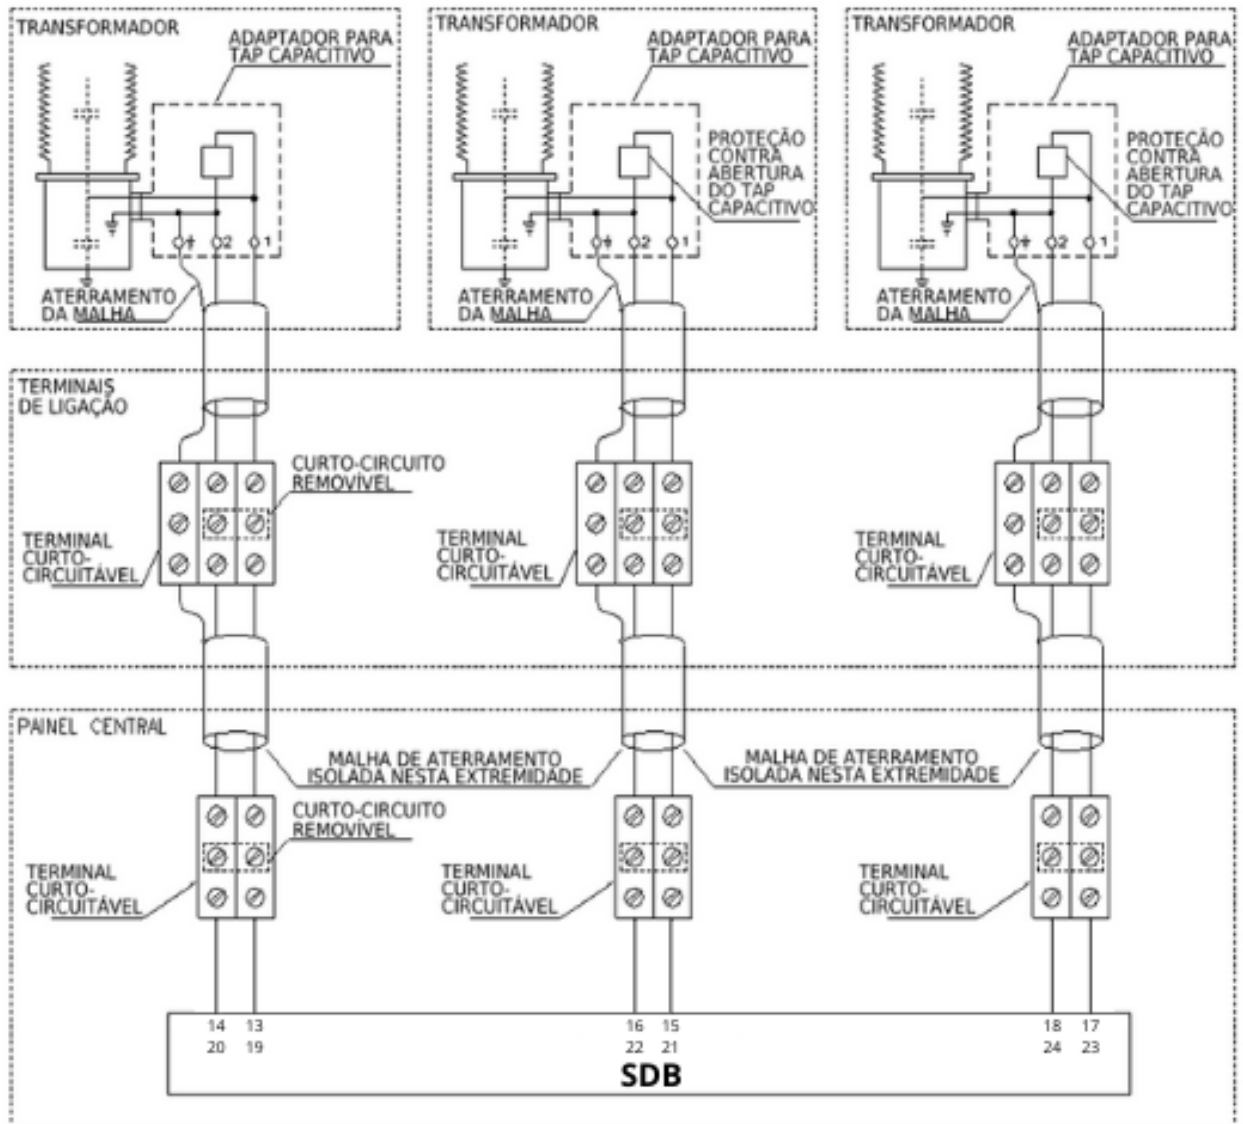 TRANSFORMADOR
ADAPTADOR PARA
TAP CAPACITIVO
2
1
ATERRAMENTO
DA MALHA
TRANSFORMADOR
ADAPTADOR PARA
TAP CAPACITIVO
PROTEÇÃO
CONTRA
ABERTURA
DO TAP
CAPACITIVO
2
1
ATERRAMENTO
DA MALHA
TRANSFORMADOR
ADAPTADOR PARA
TAP CAPACITIVO
PROTEÇÃO
CONTRA
ABERTURA
DO TAP
CAPACITIVO
2
1
ATERRAMENTO
DA MALHA
TERMINAIS
DE LIGAÇÃO
CURTO-CIRCUITO
REMOVÍVEL
TERMINAL
CURTO-
CIRCUITÁVEL
TERMINAL
CURTO-
CIRCUITÁVEL
TERMINAL
CURTO-
CIRCUITÁVEL
PAINEL CENTRAL
MALHA DE ATERRAMENTO
ISOLADA NESTA EXTREMIDADE
MALHA DE ATERRAMENTO
ISOLADA NESTA EXTREMIDADE
CURTO-CIRCUITO
REMOVÍVEL
TERMINAL
CURTO-
CIRCUITÁVEL
TERMINAL
CURTO-
CIRCUITÁVEL
TERMINAL
CURTO-
CIRCUITÁVEL
14 13 16 15 18 17
20 19 22 21 24 23
SDB